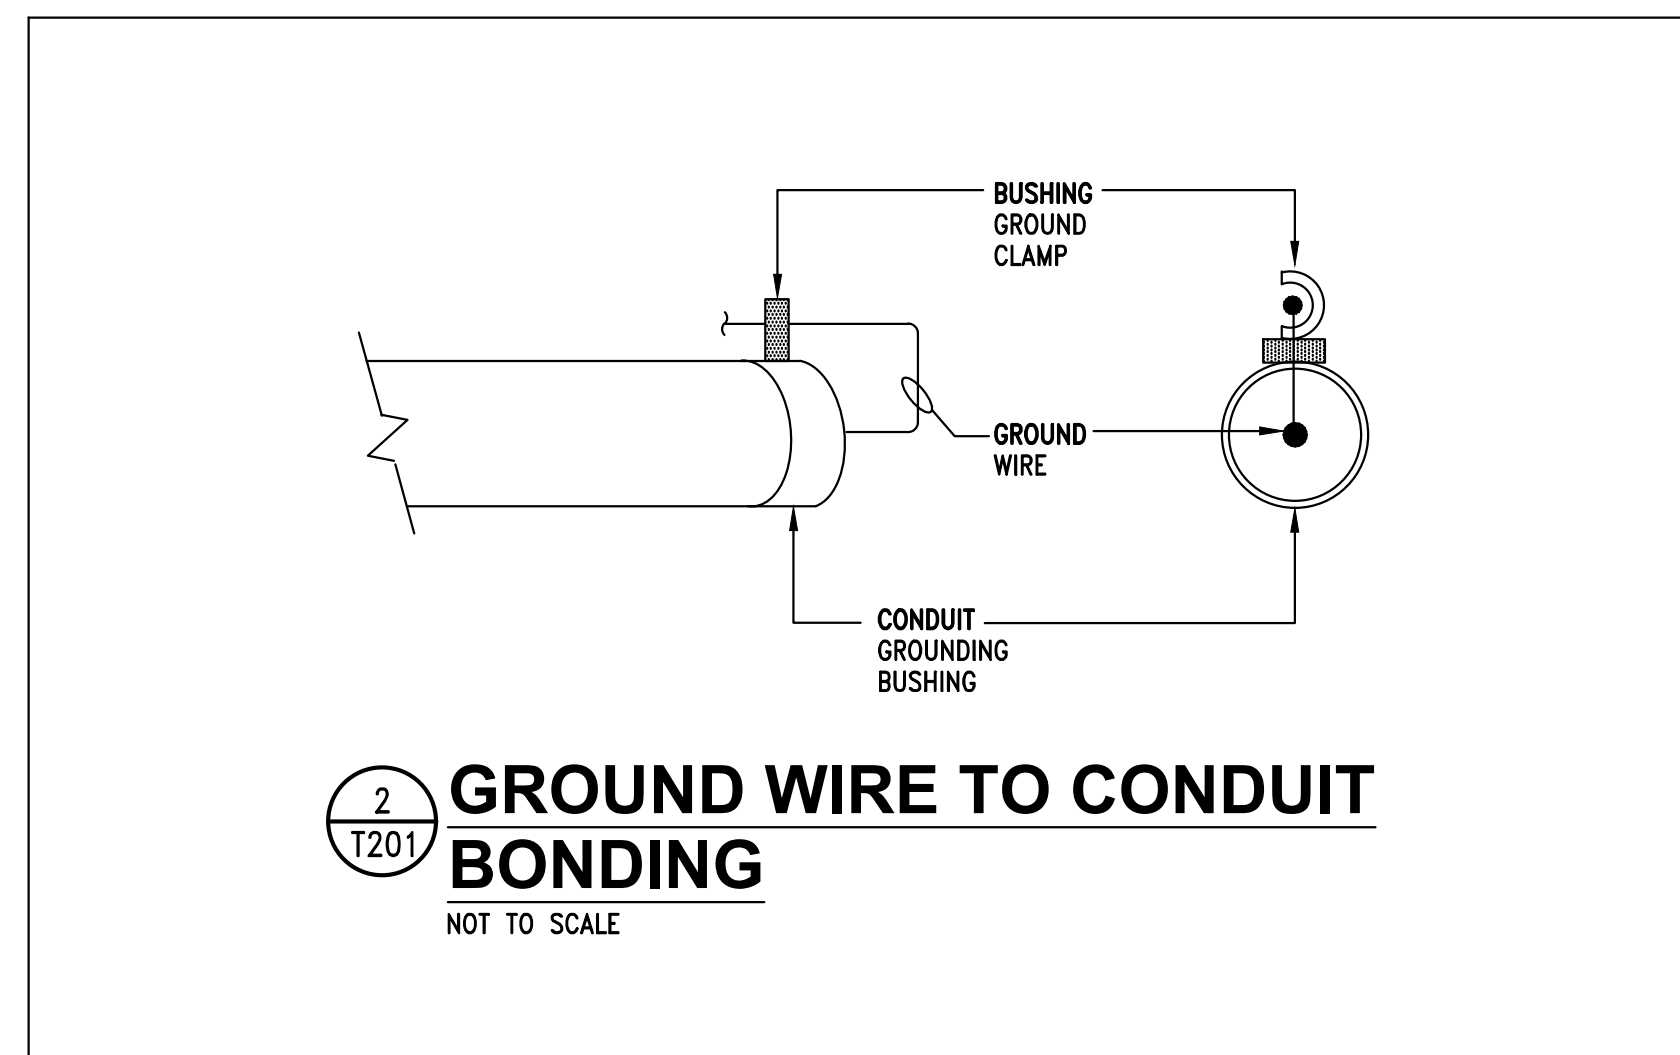 BUSHING
GROUND
CLAMP
GROUND
WIRE
CONDUIT
GROUNDING
BUSHING
2
T201
GROUND WIRE TO CONDUIT
BONDING
NOT TO SCALE